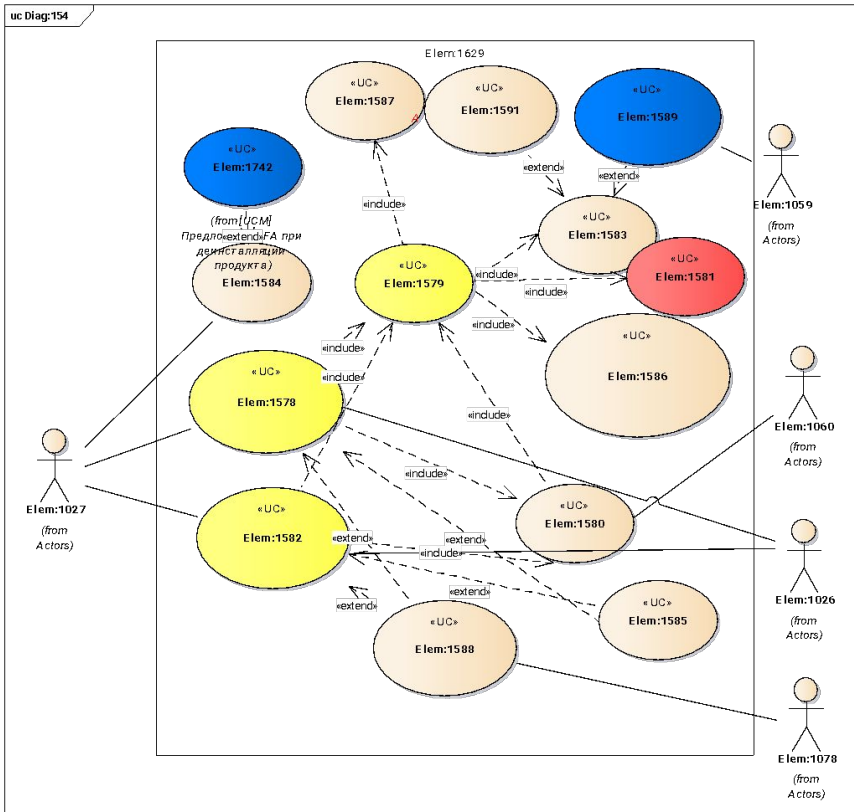 uc Diag:154
Elem:1629
«UC»
Elem:1587
«UC»
Elem:1591
«UC»
Elem:1589
«UC»
Elem:1742
(from [UCM]
FA при
деинсталляции
продукта)
«extend»
«extend»
«extend»
Elem:1059
(from
Actors)
«include»
«UC»
Elem:1583
«UC»
Elem:1584
«UC»
Elem:1579
«include»
«include»
«UC»
Elem:1581
«include»
«include»
«include»
«UC»
Elem:1586
«UC»
Elem:1578
«include»
Elem:1060
(from
Actors)
«include»
Elem:1027
(from
Actors)
«UC»
Elem:1582
«UC»
Elem:1580
«extend»
«extend»
«include»
«extend»
«extend»
Elem:1026
(from
Actors)
«UC»
Elem:1585
«UC»
Elem:1588
Elem:1078
(from
Actors)